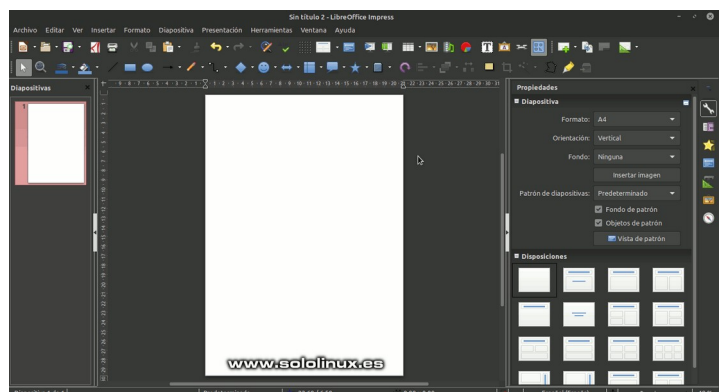 Sin título 2 - LibreOffice Impress
Archivo Editar Ver Insertar Formato Diapositiva Presentación Herramientas Ventana Ayuda
Diapositivas
1
Propiedades
Diapositiva
Formato: A4
Orientación: Vertical
Fondo: Ninguna
Insertar imagen
Patrón de diapositivas: Predeterminado
Fondo de patrón
Objetos de patrón
Vista de patrón
Disposiciones
www.sololinux.es